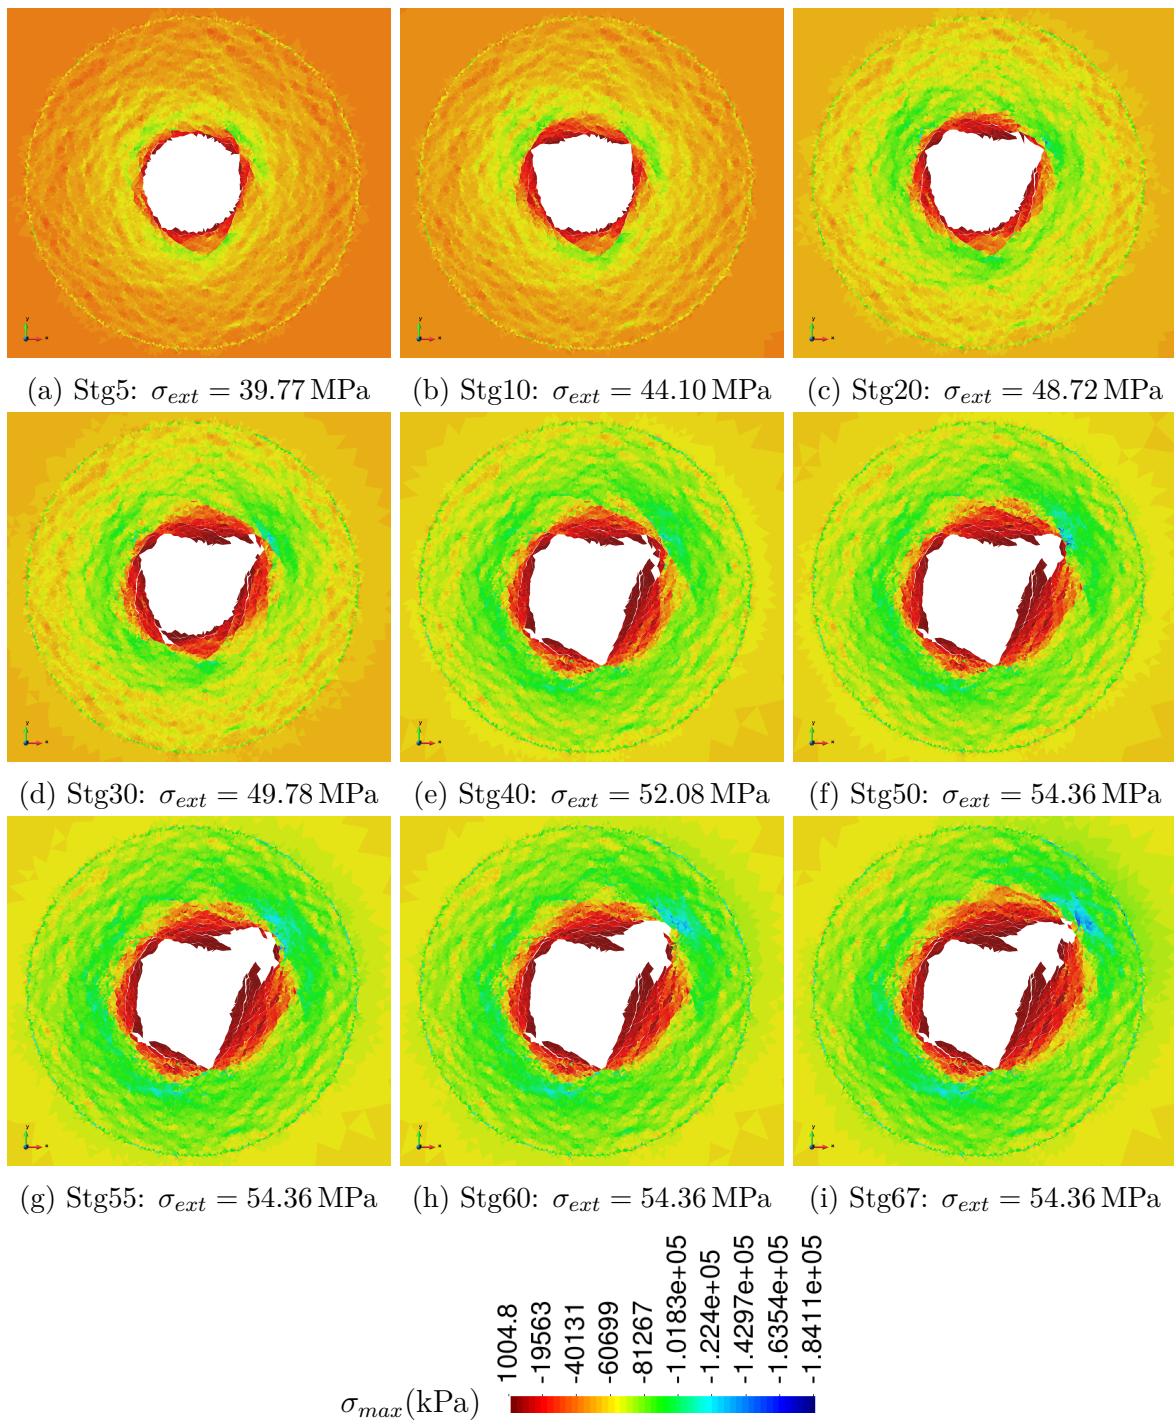 (a) Stg5: σ_ext = 39.77 MPa
(b) Stg10: σ_ext = 44.10 MPa
(c) Stg20: σ_ext = 48.72 MPa
(d) Stg30: σ_ext = 49.78 MPa
(e) Stg40: σ_ext = 52.08 MPa
(f) Stg50: σ_ext = 54.36 MPa
(g) Stg55: σ_ext = 54.36 MPa
(h) Stg60: σ_ext = 54.36 MPa
(i) Stg67: σ_ext = 54.36 MPa
1004.8
-19563
-40131
-60699
-81267
-1.0183e+05
-1.224e+05
-1.4297e+05
-1.6354e+05
-1.8411e+05
σ_max(kPa)